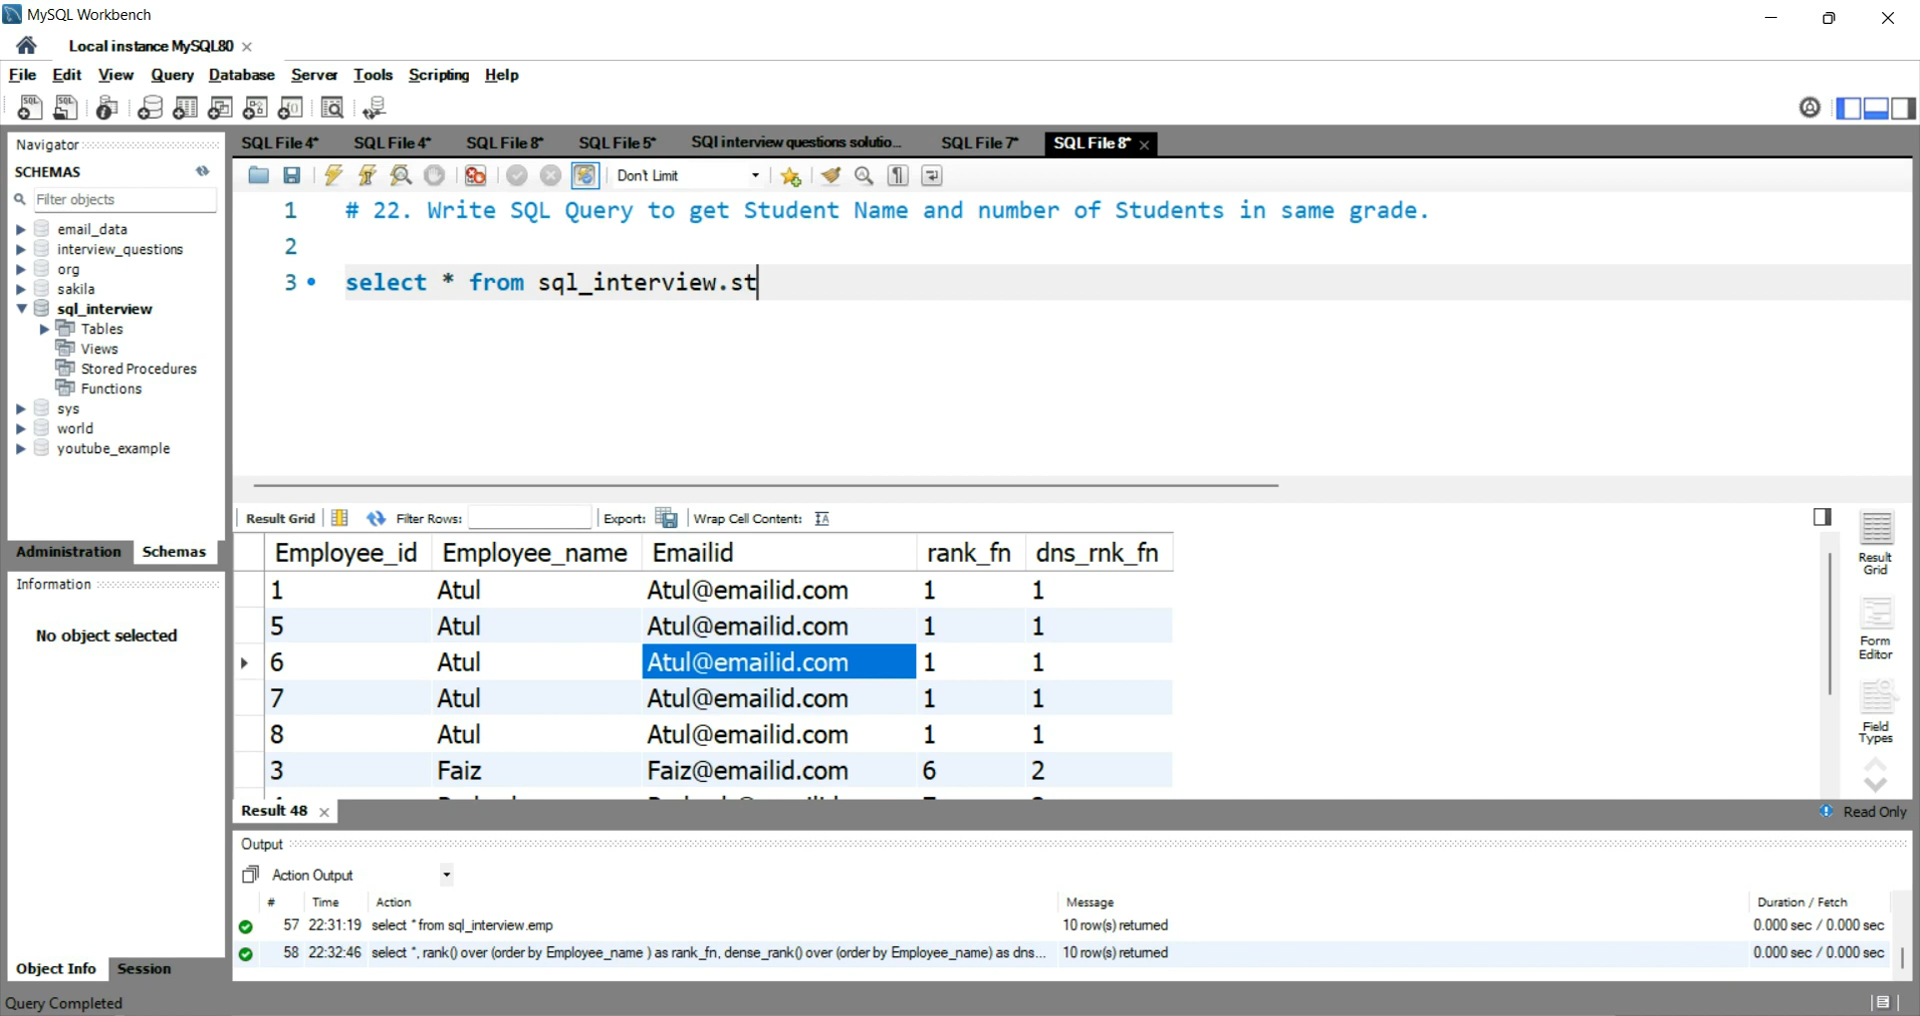 MySQL Workbench
Local instance MySQL80
File Edit View Query Database Server Tools Scripting Help
Navigator
SCHEMAS
Filter objects
email_data
interview_questions
org
sakila
sql_interview
Tables
Views
Stored Procedures
Functions
sys
world
youtube_example
Administration Schemas
Information
No object selected
Object Info Session
SQL File 4* SQL File 4* SQL File 8* SQL File 5* SQl interview questions solutio... SQL File 7* SQL File 8*
Don't Limit
1 # 22. Write SQL Query to get Student Name and number of Students in same grade.
2
3 select * from sql_interview.st
Result Grid Filter Rows: Export: Wrap Cell Content:
Employee_id Employee_name Emailid rank_fn dns_rnk_fn
1 Atul Atul@emailid.com 1 1
5 Atul Atul@emailid.com 1 1
6 Atul Atul@emailid.com 1 1
7 Atul Atul@emailid.com 1 1
8 Atul Atul@emailid.com 1 1
3 Faiz Faiz@emailid.com 6 2
Result Grid
Form Editor
Field Types
Result 48
Read Only
Output
Action Output
# Time Action Message Duration / Fetch
57 22:31:19 select * from sql_interview.emp 10 row(s) returned 0.000 sec / 0.000 sec
58 22:32:46 select *, rank() over (order by Employee_name ) as rank_fn, dense_rank() over (order by Employee_name) as dns... 10 row(s) returned 0.000 sec / 0.000 sec
Query Completed